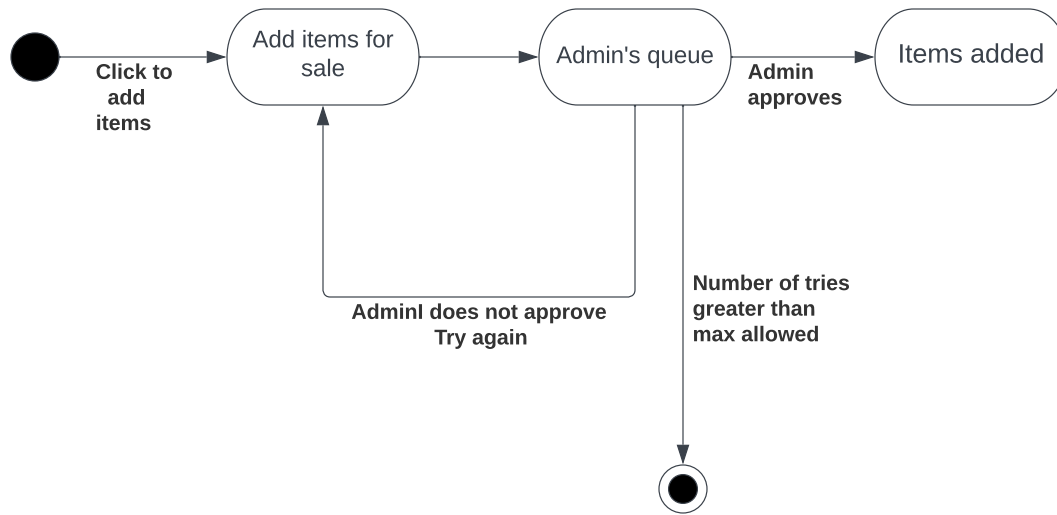 Add items for
sale
Admin's queue
Items added
Click to
add
items
Admin
approves
AdminI does not approve
Try again
Number of tries
greater than
max allowed